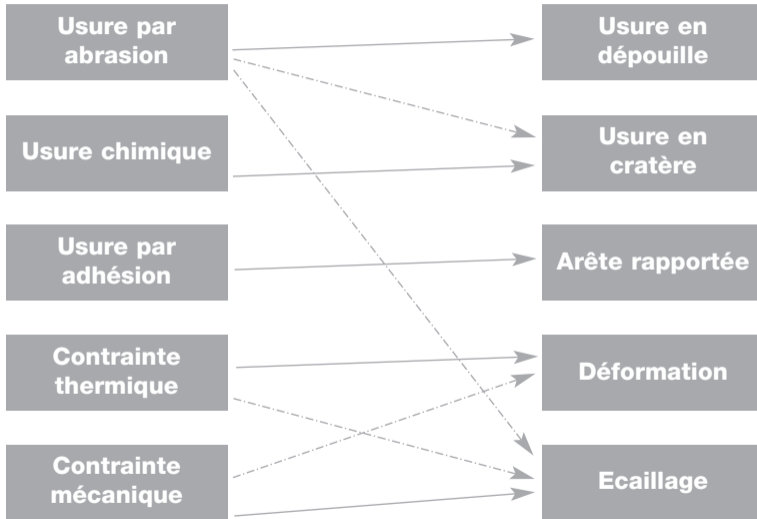 Usure par
abrasion
Usure en
dépouille
Usure chimique
Usure en
cratère
Usure par
adhésion
Arête rapportée
Contrainte
thermique
Déformation
Contrainte
mécanique
Ecaillage